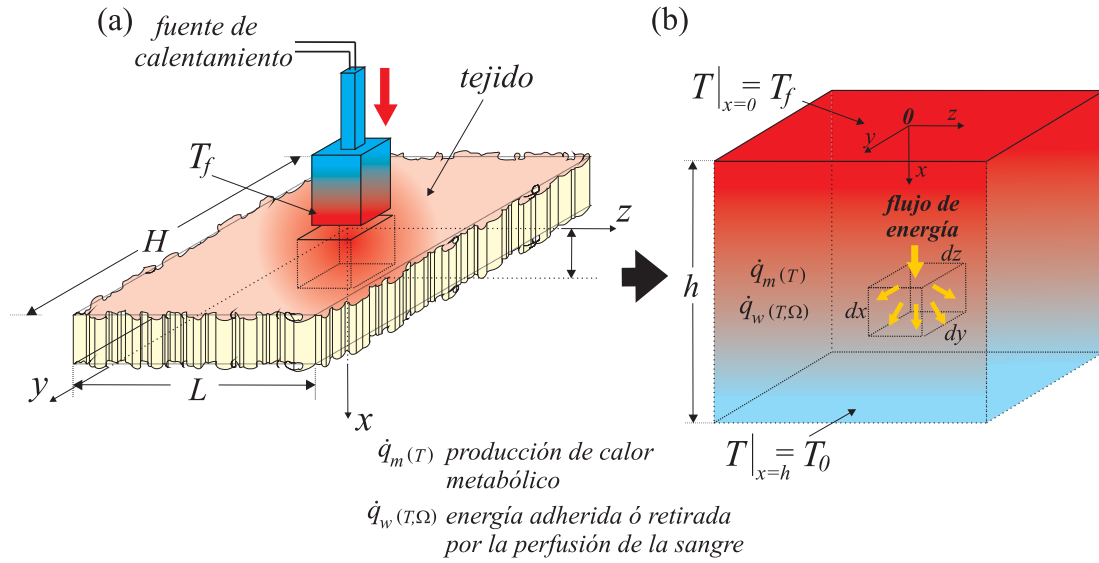 (a)
fuente de
calentamiento
tejido
T_f
H
z
y
L
x
q̇_m(T) producción de calor
metabólico
q̇_w(T,Ω) energía adherida ó retirada
por la perfusión de la sangre
(b)
T|_{x=0} = T_f
0
z
y
x
flujo de
energía
h
q̇_m(T)
q̇_w(T,Ω)
dz
dx
dy
T|_{x=h} = T_0